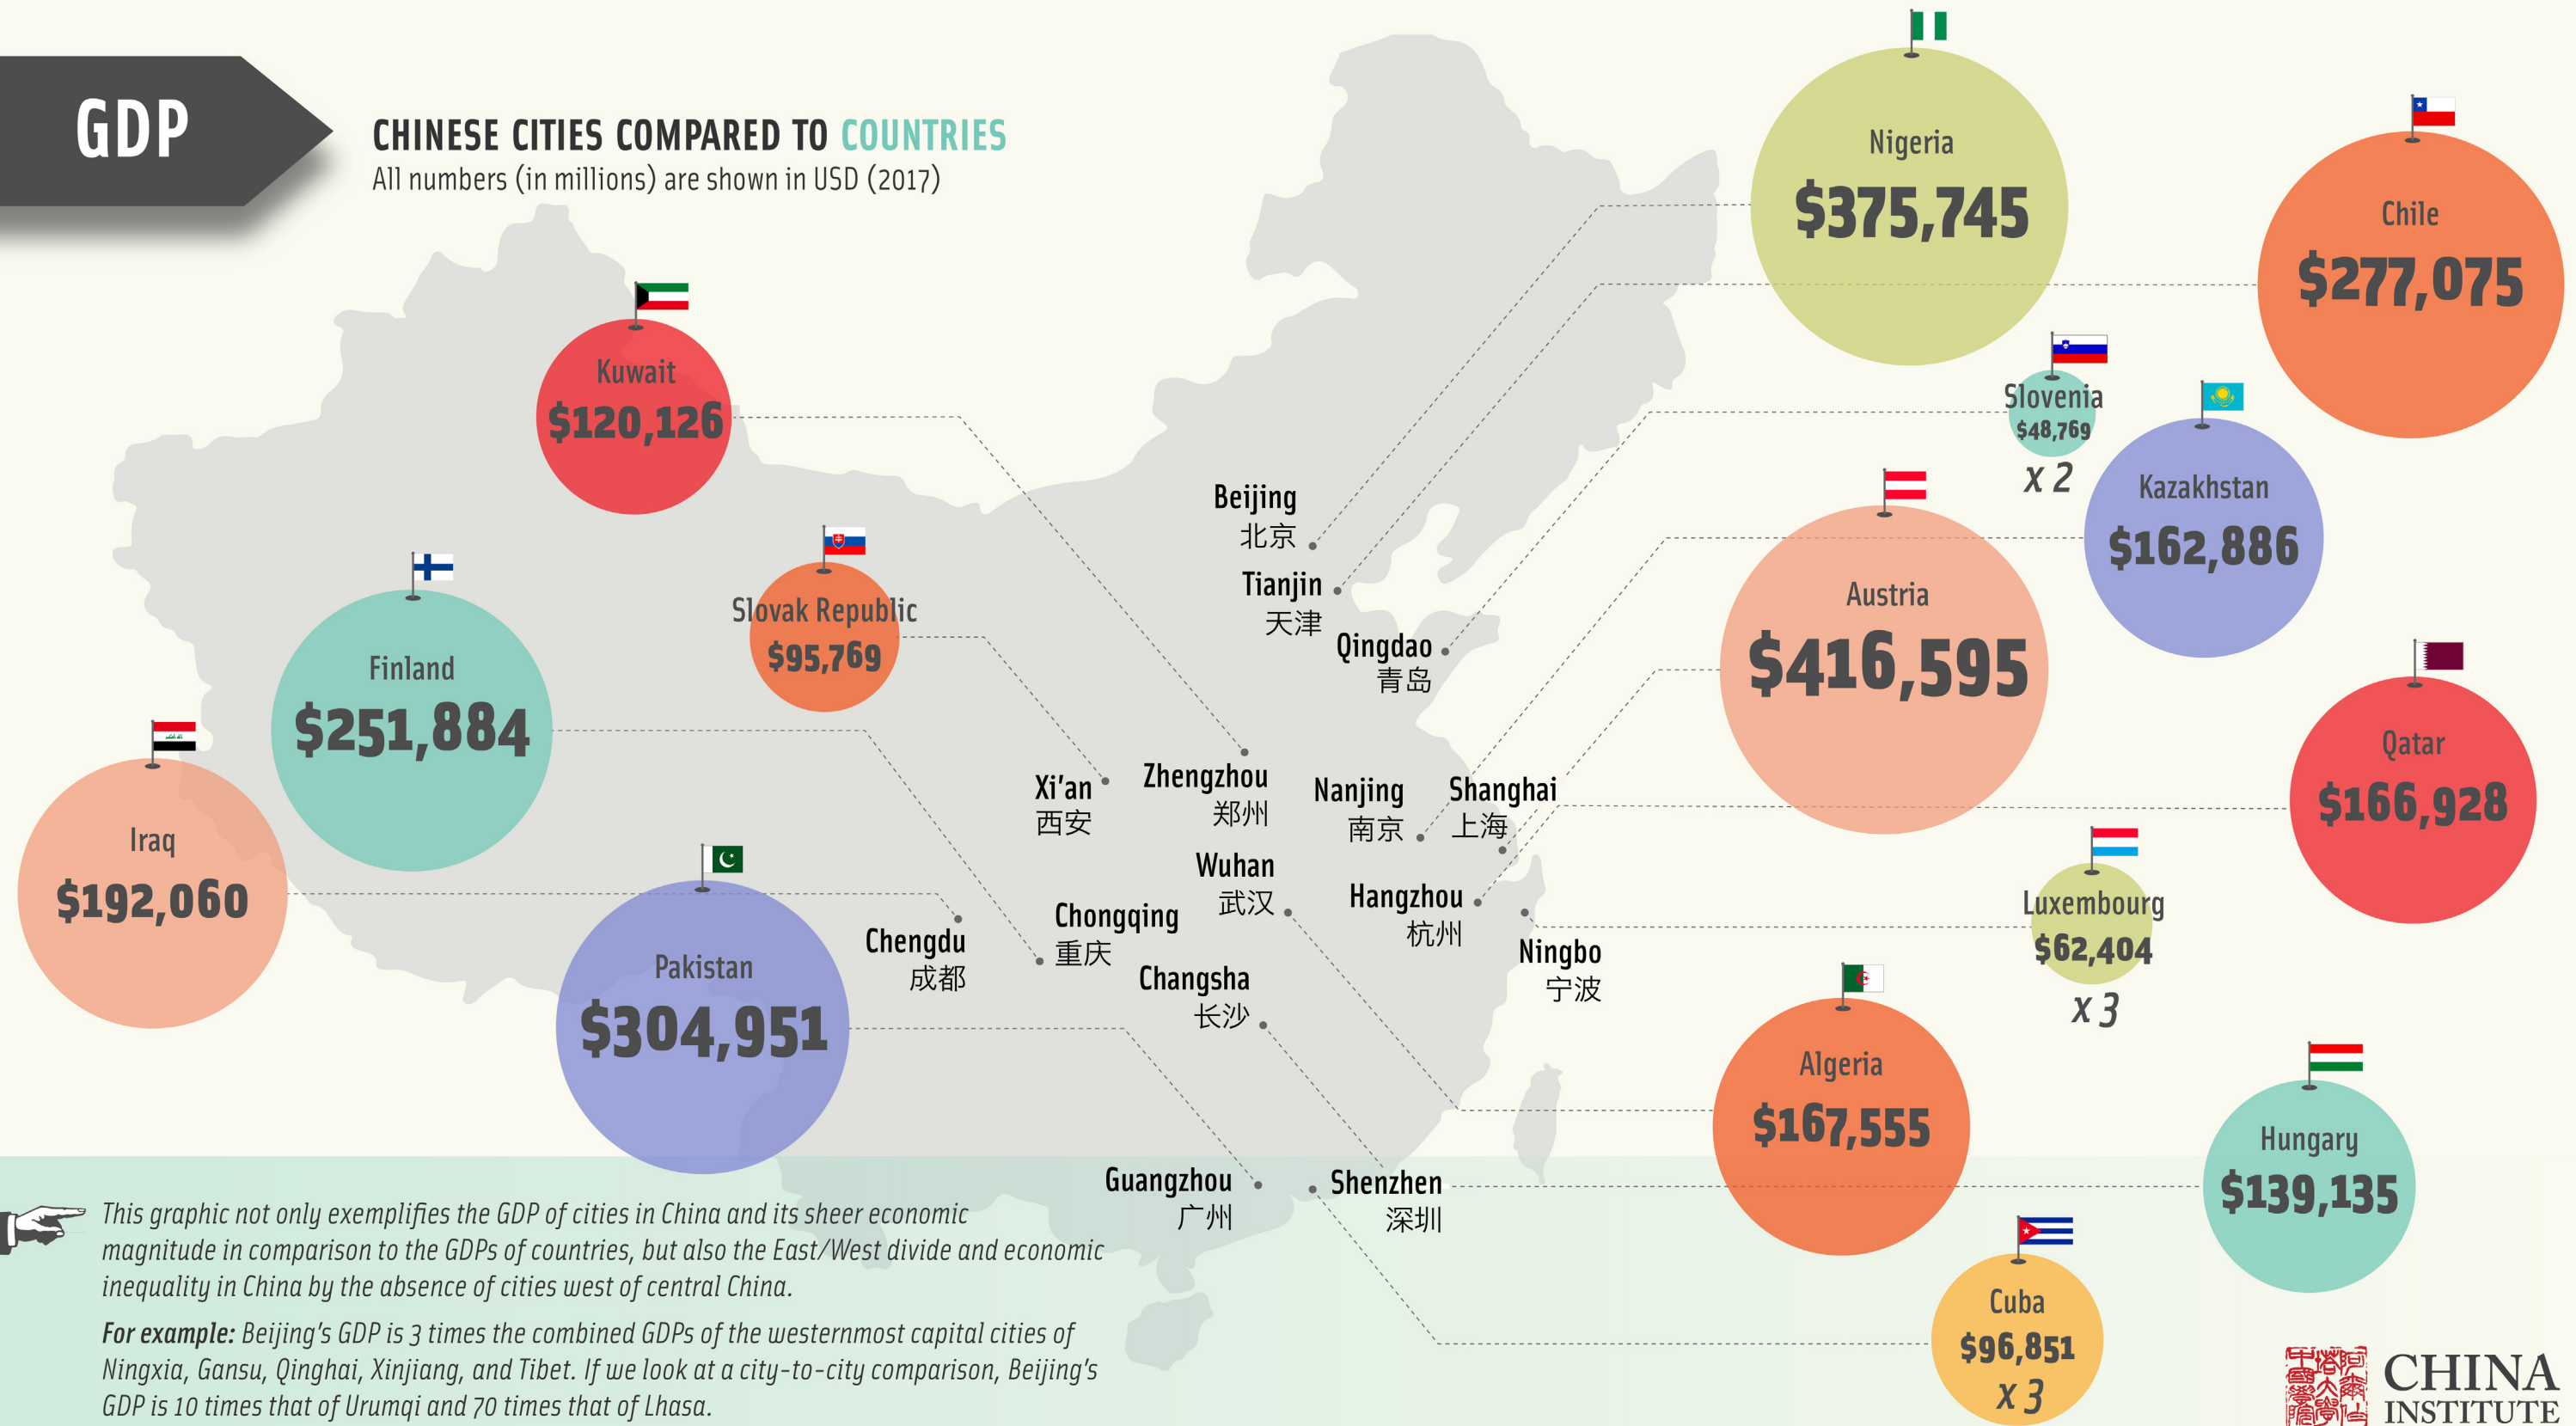 GDP
CHINESE CITIES COMPARED TO COUNTRIES
All numbers (in millions) are shown in USD (2017)
Nigeria
$375,745
Chile
$277,075
Kuwait
$120,126
Slovenia
$48,769
x 2
Kazakhstan
$162,886
Beijing
北京
Tianjin
天津
Qingdao
青岛
Austria
$416,595
Slovak Republic
$95,769
Finland
$251,884
Qatar
$166,928
Iraq
$192,060
Xi’an
西安
Zhengzhou
郑州
Nanjing
南京
Shanghai
上海
Wuhan
武汉
Hangzhou
杭州
Luxembourg
$62,404
x 3
Chengdu
成都
Chongqing
重庆
Ningbo
宁波
Pakistan
$304,951
Changsha
长沙
Algeria
$167,555
Hungary
$139,135
Guangzhou
广州
Shenzhen
深圳
Cuba
$96,851
x 3
This graphic not only exemplifies the GDP of cities in China and its sheer economic
magnitude in comparison to the GDPs of countries, but also the East/West divide and economic
inequality in China by the absence of cities west of central China.
For example: Beijing’s GDP is 3 times the combined GDPs of the westernmost capital cities of
Ningxia, Gansu, Qinghai, Xinjiang, and Tibet. If we look at a city-to-city comparison, Beijing’s
GDP is 10 times that of Urumqi and 70 times that of Lhasa.
CHINA
INSTITUTE